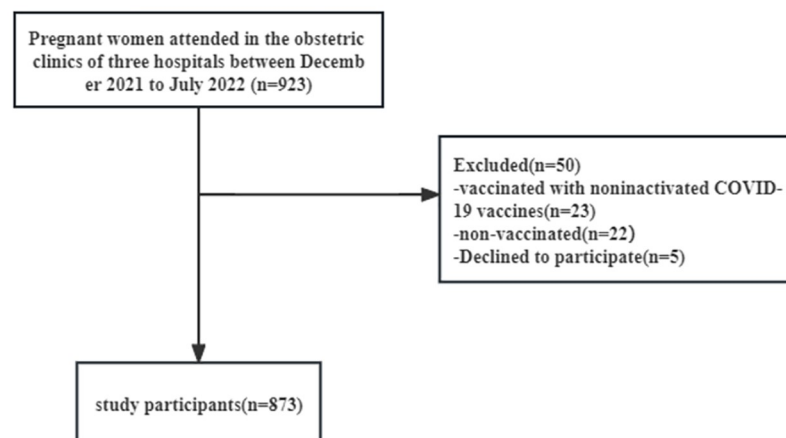 Pregnant women attended in the obstetric
clinics of three hospitals between Decemb
er 2021 to July 2022 (n=923)
Excluded(n=50)
-vaccinated with noninactivated COVID-
19 vaccines(n=23)
-non-vaccinated(n=22)
-Declined to participate(n=5)
study participants(n=873)